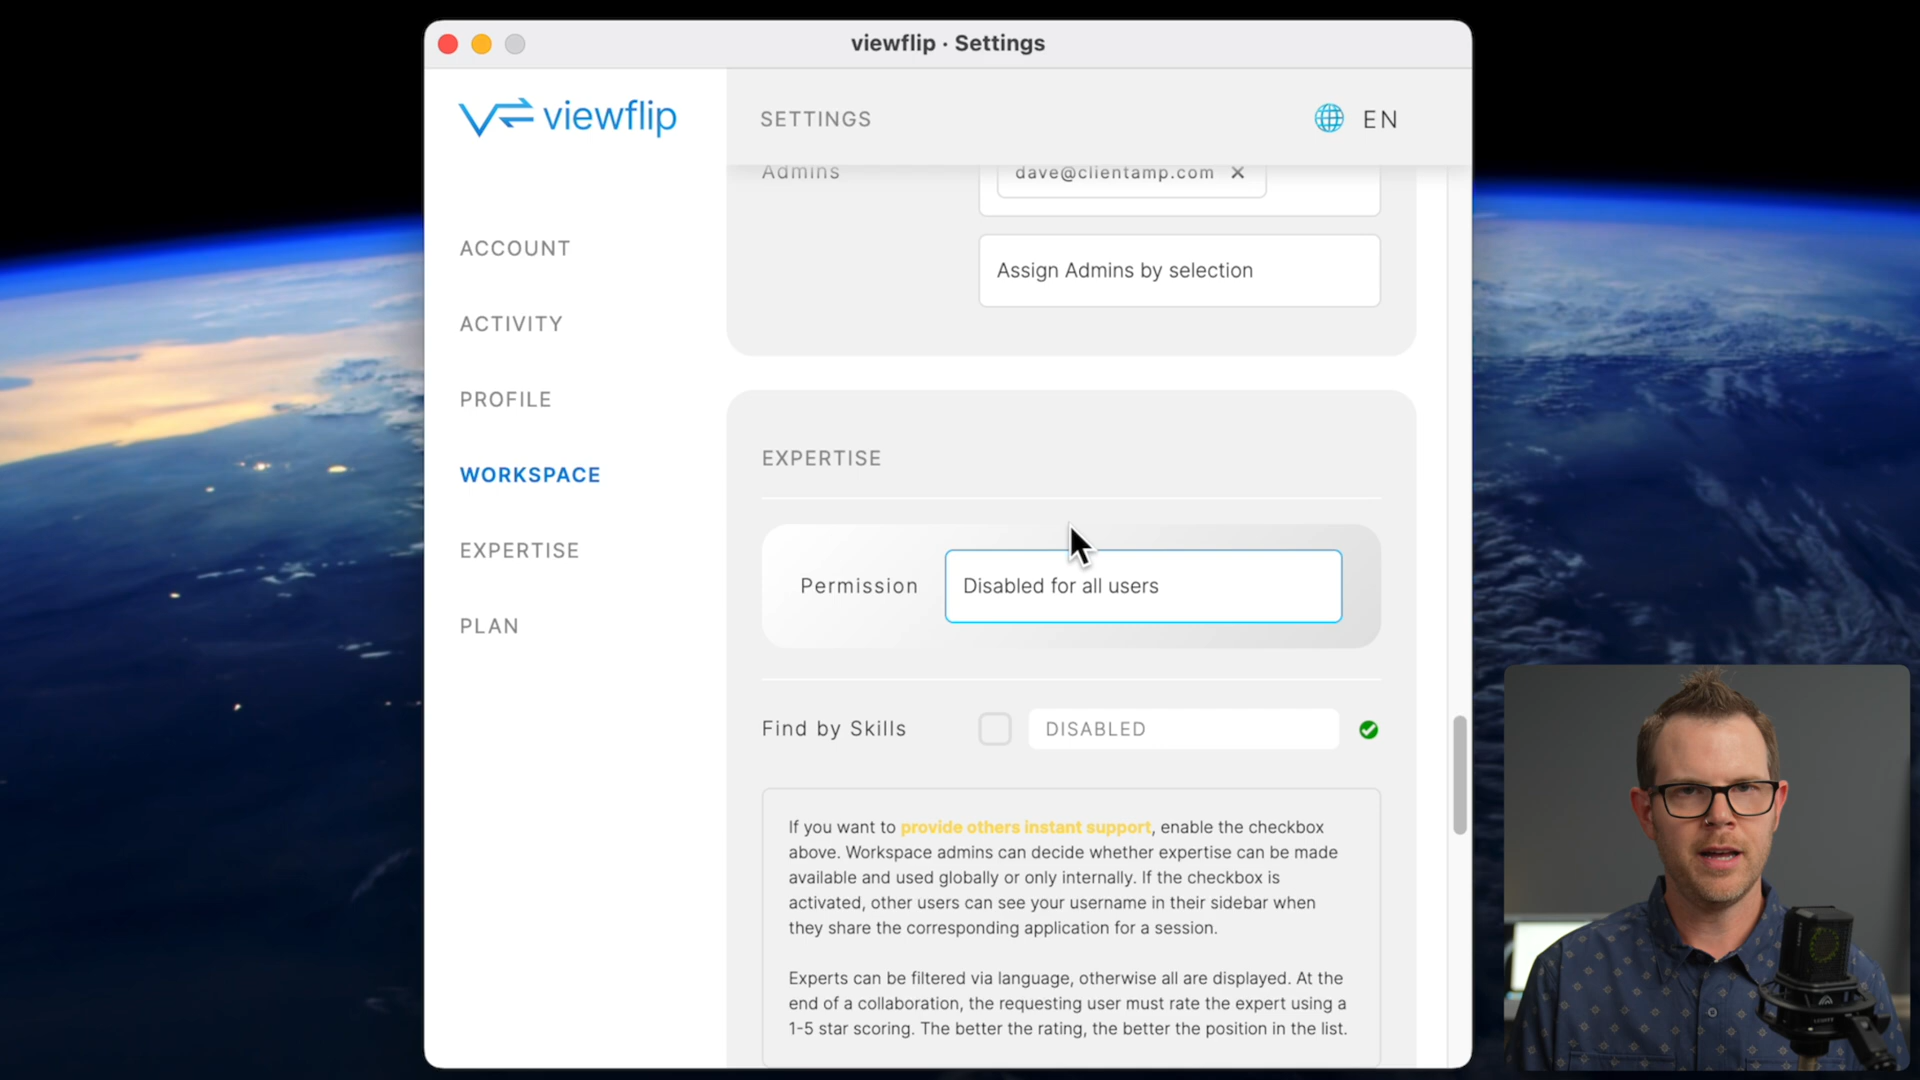 viewflip · Settings
viewflip
SETTINGS
EN
ACCOUNT
ACTIVITY
PROFILE
WORKSPACE
EXPERTISE
PLAN
Admins
dave@clientamp.com ✕
Assign Admins by selection
EXPERTISE
Permission
Disabled for all users
Find by Skills
DISABLED
If you want to provide others instant support, enable the checkbox
above. Workspace admins can decide whether expertise can be made
available and used globally or only internally. If the checkbox is
activated, other users can see your username in their sidebar when
they share the corresponding application for a session.
Experts can be filtered via language, otherwise all are displayed. At the
end of a collaboration, the requesting user must rate the expert using a
1-5 star scoring. The better the rating, the better the position in the list.